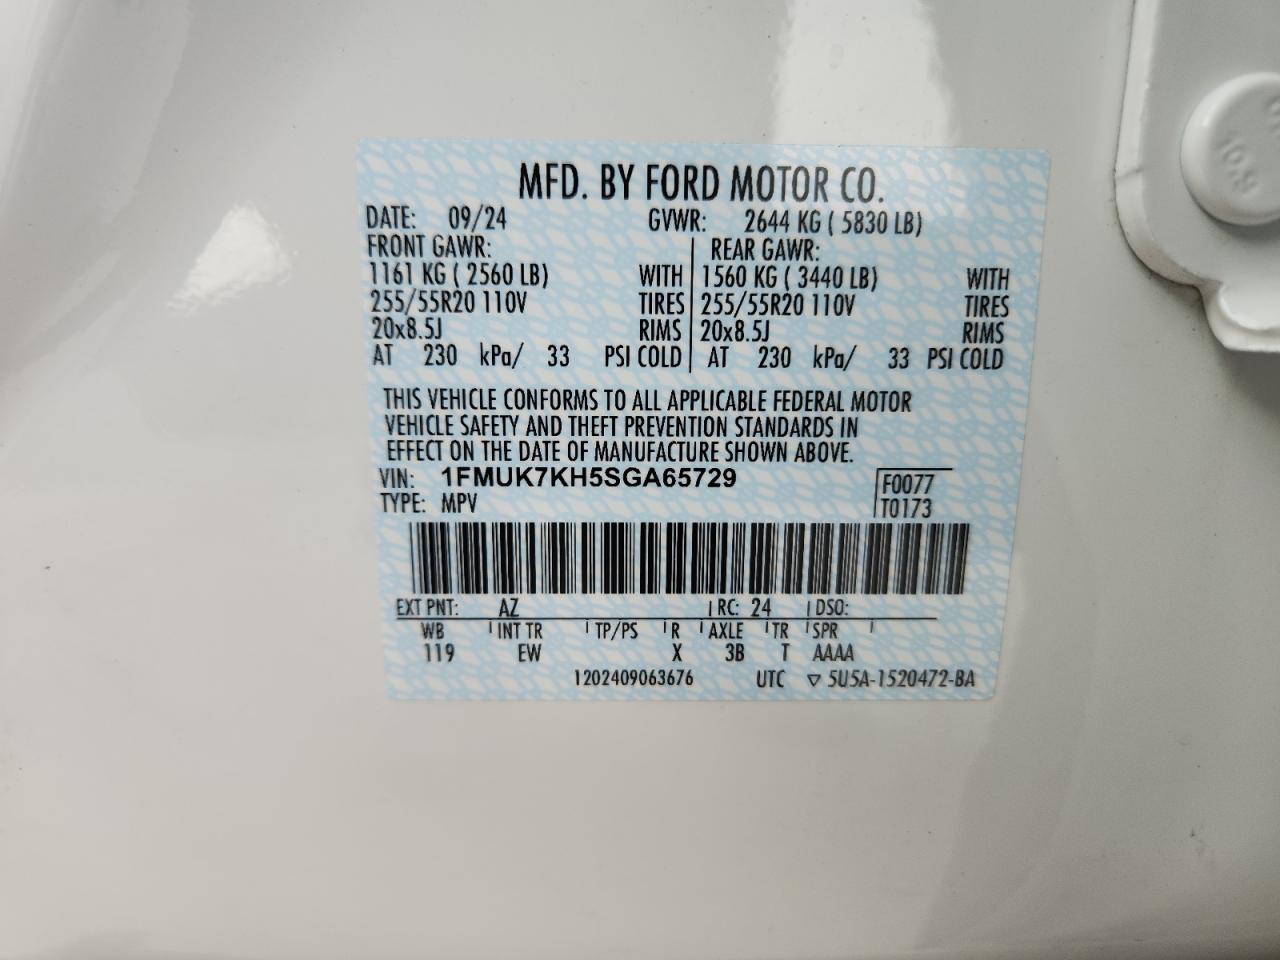 MFD. BY FORD MOTOR CO.
DATE: 09/24 GVWR: 2644 KG ( 5830 LB)
FRONT GAWR: REAR GAWR:
1161 KG ( 2560 LB) WITH 1560 KG ( 3440 LB) WITH
255/55R20 110V TIRES 255/55R20 110V TIRES
20x8.5J RIMS 20x8.5J RIMS
AT 230 kPa/ 33 PSI COLD AT 230 kPa/ 33 PSI COLD
THIS VEHICLE CONFORMS TO ALL APPLICABLE FEDERAL MOTOR
VEHICLE SAFETY AND THEFT PREVENTION STANDARDS IN
EFFECT ON THE DATE OF MANUFACTURE SHOWN ABOVE.
VIN: 1FMUK7KH5SGA65729 F0077
TYPE: MPV T0173
EXT PNT: AZ RC: 24 DSO:
WB INT TR TP/PS R AXLE TR SPR
119 EW X 3B T AAAA
1202409063676 UTC ▽ 5U5A-1520472-BA
10.9